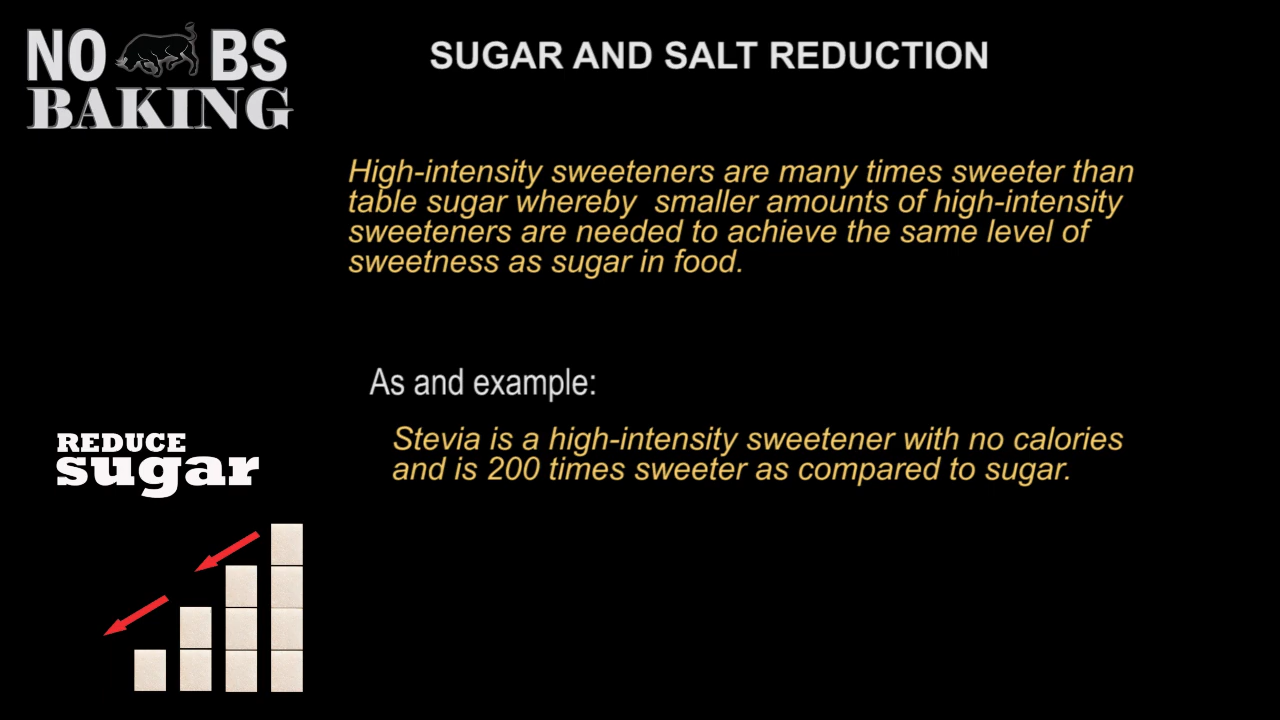 NO BS
BAKING
SUGAR AND SALT REDUCTION
High-intensity sweeteners are many times sweeter than
table sugar whereby  smaller amounts of high-intensity
sweeteners are needed to achieve the same level of
sweetness as sugar in food.
As and example:
Stevia is a high-intensity sweetener with no calories
and is 200 times sweeter as compared to sugar.
REDUCE
sugar